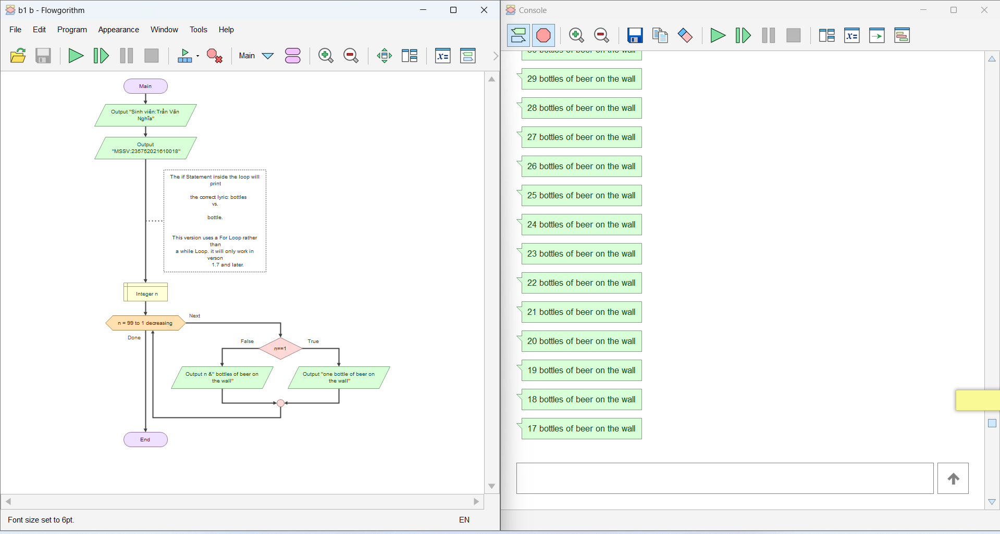 b1 b - Flowgorithm
File Edit Program Appearance Window Tools Help
Main
Main
Output "Sinh viên:Trần Văn
Nghĩa"
Output
"MSSV:235752021610018"
The if Statement inside the loop will
print
the correct lyric: bottles
vs.
bottle.
This version uses a For Loop rather
than
a while Loop. it will only work in
verson
1.7 and later.
Integer n
n = 99 to 1 decreasing
Next
Done
False
True
n==1
Output n &" bottles of beer on
the wall"
Output "one bottle of beer on
the wall"
End
Font size set to 6pt.
EN
Console
30 bottles of beer on the wall
29 bottles of beer on the wall
28 bottles of beer on the wall
27 bottles of beer on the wall
26 bottles of beer on the wall
25 bottles of beer on the wall
24 bottles of beer on the wall
23 bottles of beer on the wall
22 bottles of beer on the wall
21 bottles of beer on the wall
20 bottles of beer on the wall
19 bottles of beer on the wall
18 bottles of beer on the wall
17 bottles of beer on the wall